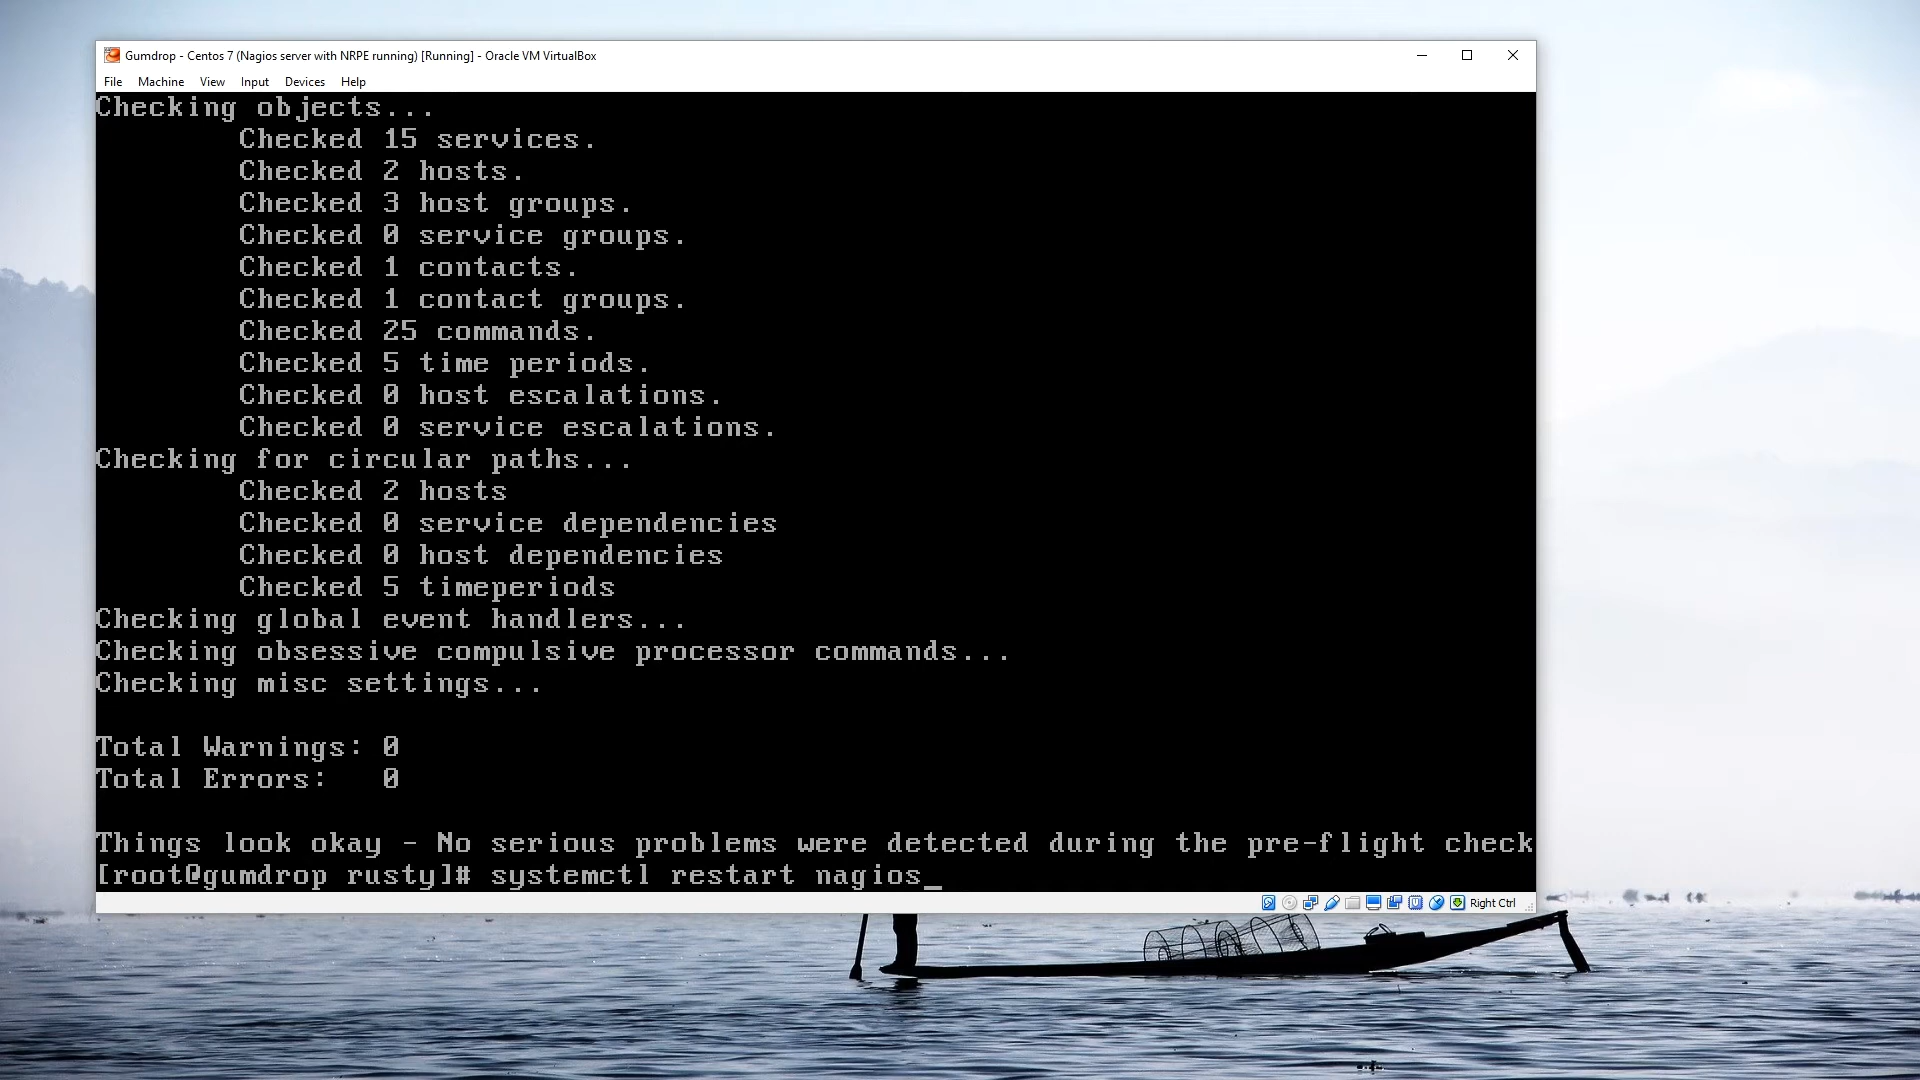 Gumdrop - Centos 7 (Nagios server with NRPE running) [Running] - Oracle VM VirtualBox
File Machine View Input Devices Help
Checking objects...
Checked 15 services.
Checked 2 hosts.
Checked 3 host groups.
Checked 0 service groups.
Checked 1 contacts.
Checked 1 contact groups.
Checked 25 commands.
Checked 5 time periods.
Checked 0 host escalations.
Checked 0 service escalations.
Checking for circular paths...
Checked 2 hosts
Checked 0 service dependencies
Checked 0 host dependencies
Checked 5 timeperiods
Checking global event handlers...
Checking obsessive compulsive processor commands...
Checking misc settings...
Total Warnings: 0
Total Errors:   0
Things look okay - No serious problems were detected during the pre-flight check
[root@gumdrop rusty]# systemctl restart nagios_
Right Ctrl